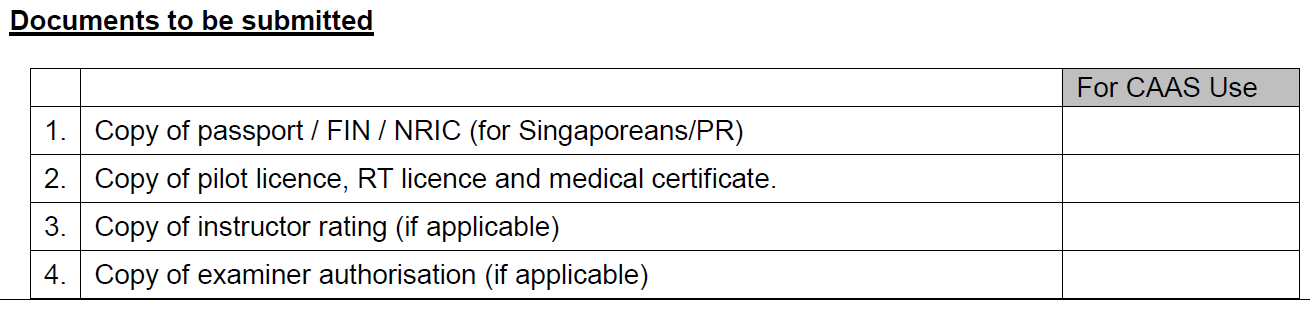 Documents to be submitted
For CAAS Use
1. Copy of passport / FIN / NRIC (for Singaporeans/PR)
2. Copy of pilot licence, RT licence and medical certificate.
3. Copy of instructor rating (if applicable)
4. Copy of examiner authorisation (if applicable)